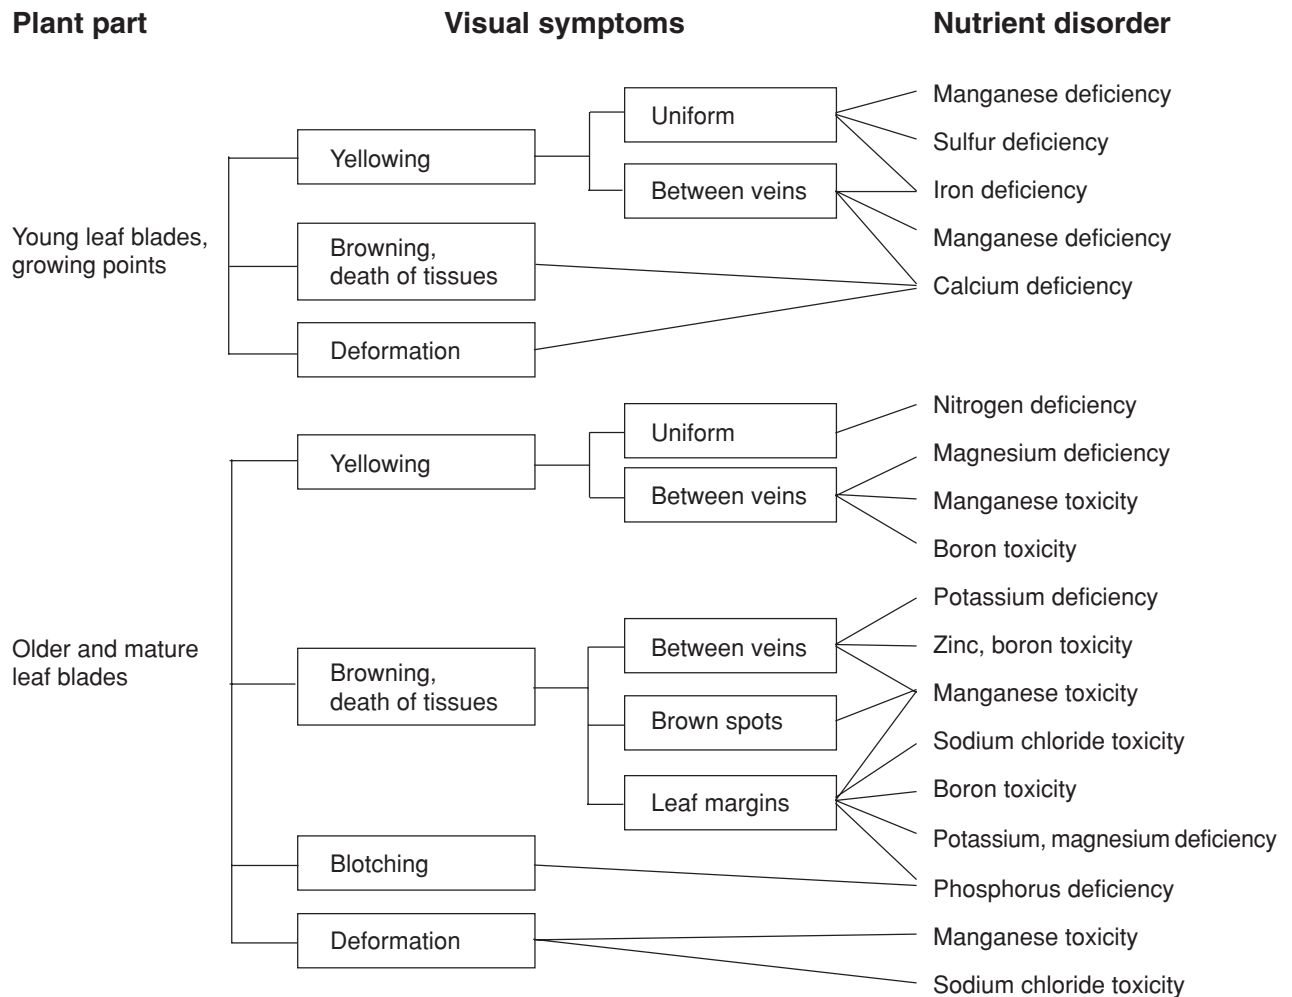 Plant part
Visual symptoms
Nutrient disorder
Young leaf blades,
growing points
Yellowing
Uniform
Between veins
Browning,
death of tissues
Deformation
Manganese deficiency
Sulfur deficiency
Iron deficiency
Manganese deficiency
Calcium deficiency
Older and mature
leaf blades
Yellowing
Uniform
Between veins
Nitrogen deficiency
Magnesium deficiency
Manganese toxicity
Boron toxicity
Browning,
death of tissues
Between veins
Brown spots
Leaf margins
Potassium deficiency
Zinc, boron toxicity
Manganese toxicity
Sodium chloride toxicity
Boron toxicity
Potassium, magnesium deficiency
Blotching
Phosphorus deficiency
Deformation
Manganese toxicity
Sodium chloride toxicity